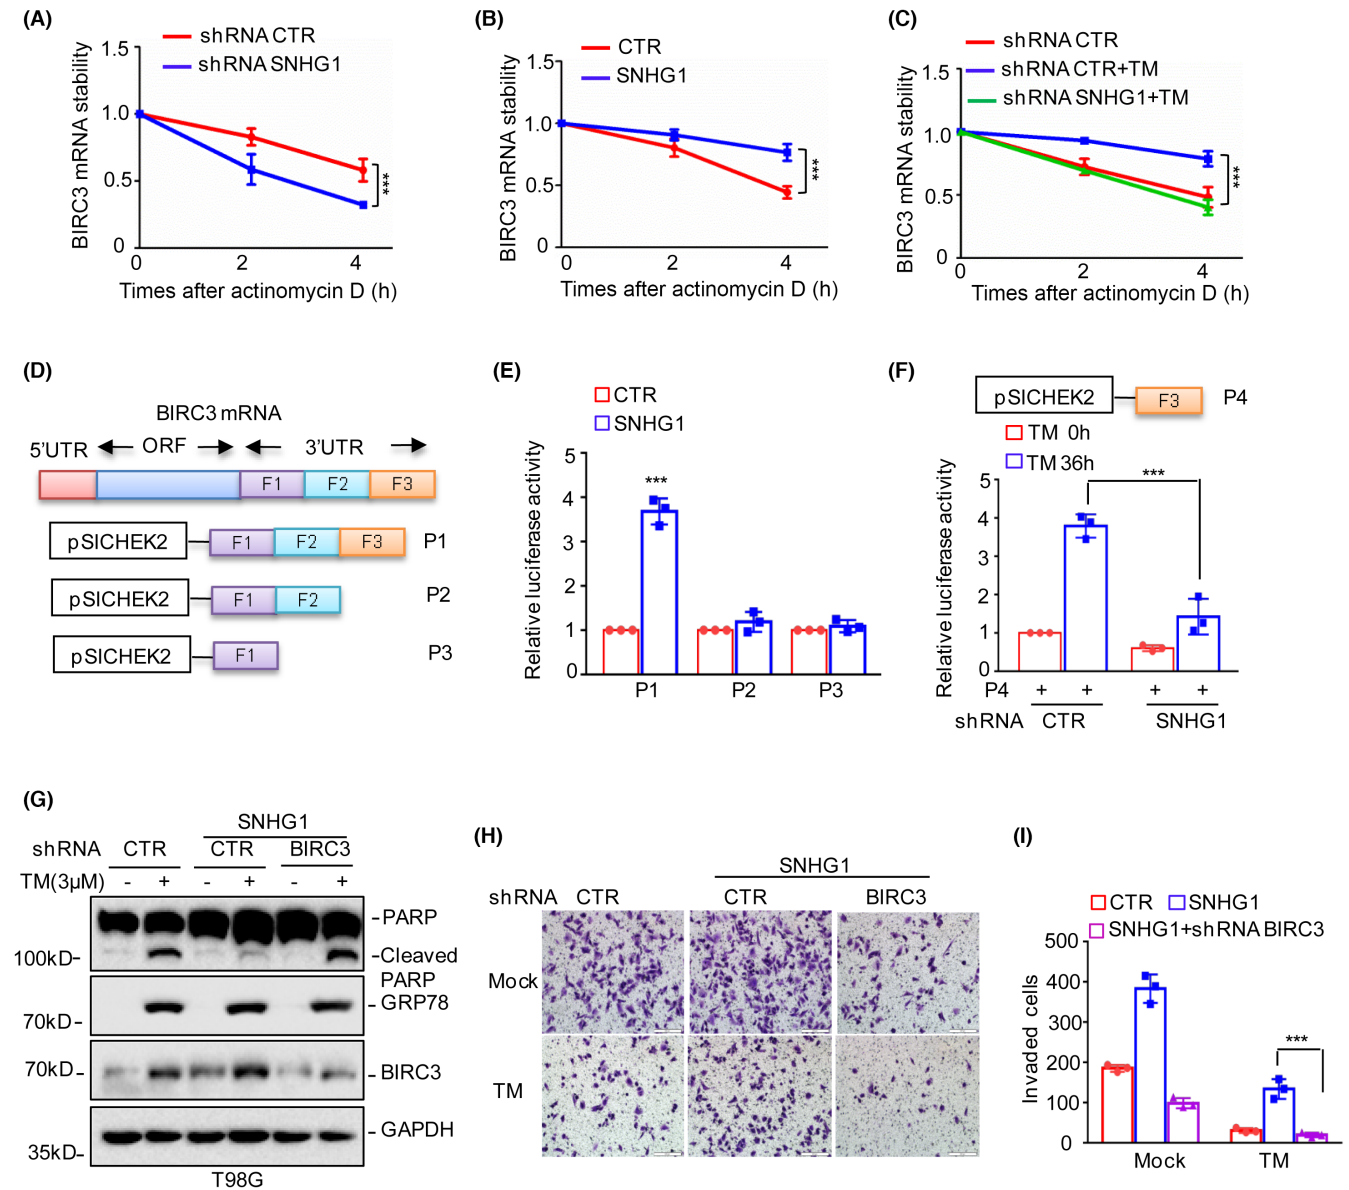 (A)
shRNA CTR
shRNA SNHG1
BIRC3 mRNA stability
1.5
1.0
0.5
0
0 2 4
***
Times after actinomycin D (h)
(B)
CTR
SNHG1
BIRC3 mRNA stability
1.5
1.0
0.5
0
0 2 4
***
Times after actinomycin D (h)
(C)
shRNA CTR
shRNA CTR+TM
shRNA SNHG1+TM
BIRC3 mRNA stability
1.5
1.0
0.5
0
0 2 4
***
Times after actinomycin D (h)
(D)
BIRC3 mRNA
5'UTR ORF 3'UTR
F1 F2 F3
pSICHEK2 F1 F2 F3 P1
pSICHEK2 F1 F2 P2
pSICHEK2 F1 P3
(E)
CTR
SNHG1
Relative luciferase activity
5
4
3
2
1
0
***
P1 P2 P3
(F)
pSICHEK2 F3 P4
TM 0h
TM 36h
Relative luciferase activity
5
4
3
2
1
0
***
P4 + + + +
shRNA CTR SNHG1
(G)
SNHG1
shRNA CTR CTR BIRC3
TM(3μM) - + - + - +
PARP
100kD Cleaved
PARP
GRP78
70kD
70kD BIRC3
GAPDH
35kD
T98G
(H)
SNHG1
shRNA CTR CTR BIRC3
Mock
TM
(I)
CTR SNHG1
SNHG1+shRNA BIRC3
Invaded cells
500
400
300
200
100
0
***
Mock TM